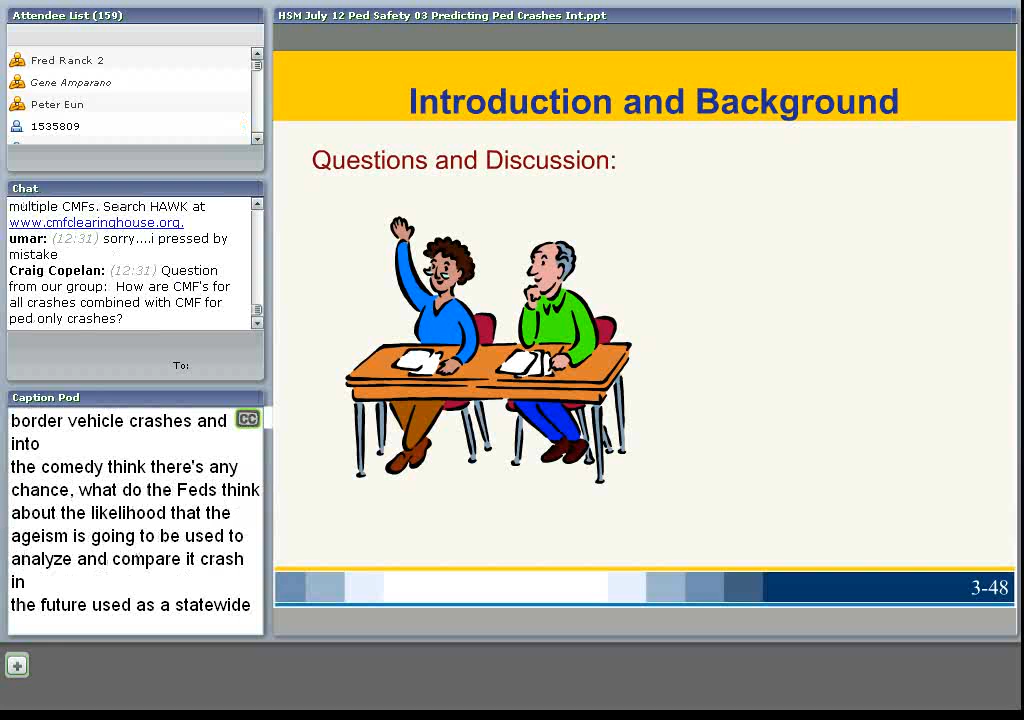 Attendee List (159)
Fred Ranck 2
Gene Amparano
Peter Eun
1535809
Chat
multiple CMFs. Search HAWK at
www.cmfclearinghouse.org.
umar: (12:31) sorry....i pressed by
mistake
Craig Copelan: (12:31) Question
from our group: How are CMF's for
all crashes combined with CMF for
ped only crashes?
To:
Caption Pod
border vehicle crashes and
CC
into
the comedy think there's any
chance, what do the Feds think
about the likelihood that the
ageism is going to be used to
analyze and compare it crash
in
the future used as a statewide
HSM July 12 Ped Safety 03 Predicting Ped Crashes Int.ppt
Introduction and Background
Questions and Discussion:
3-48